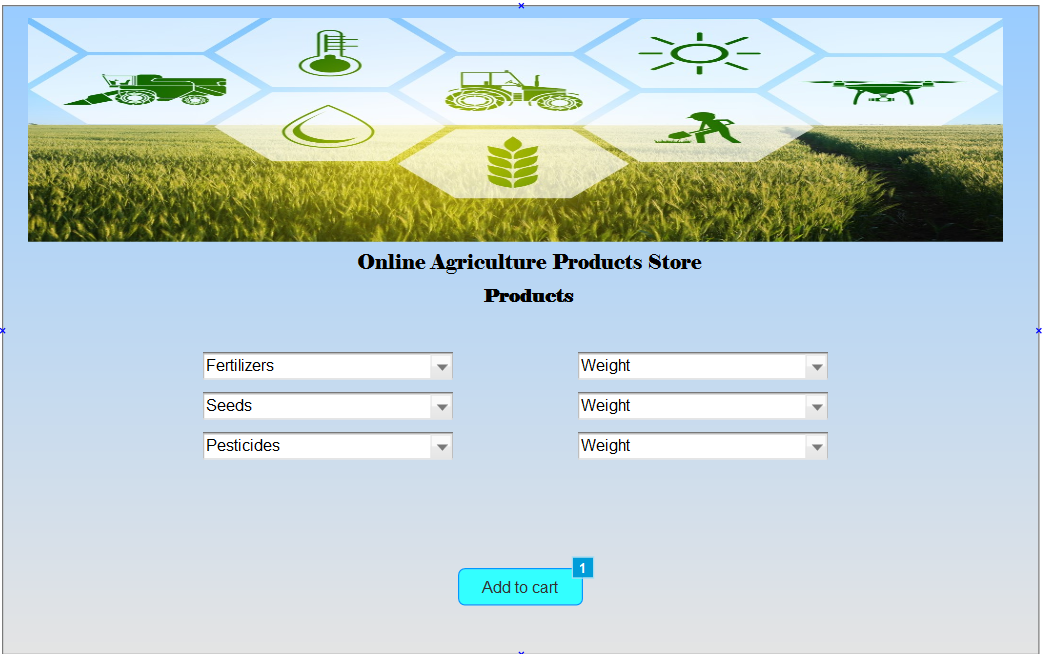 Online Agriculture Products Store
Products
Fertilizers Weight
Seeds Weight
Pesticides Weight
1
Add to cart